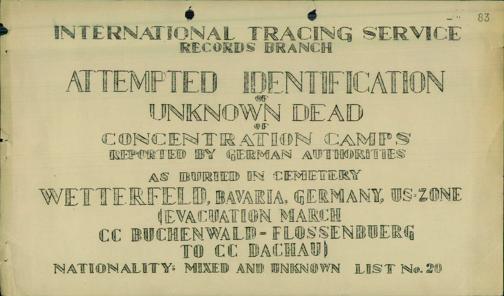 83
INTERNATIONAL TRACING SERVICE
RECORDS BRANCH
ATTEMPTED IDENTIFICATION
OF
UNKNOWN DEAD
OF
CONCENTRATION CAMPS
REPORTED BY GERMAN AUTHORITIES
AS BURIED IN CEMETERY
WETTERFELD, BAVARIA, GERMANY, US-ZONE
(EVACUATION MARCH
CC BUCHENWALD - FLOSSENBUERG
TO CC DACHAU)
NATIONALITY: MIXED AND UNKNOWN LIST No. 20